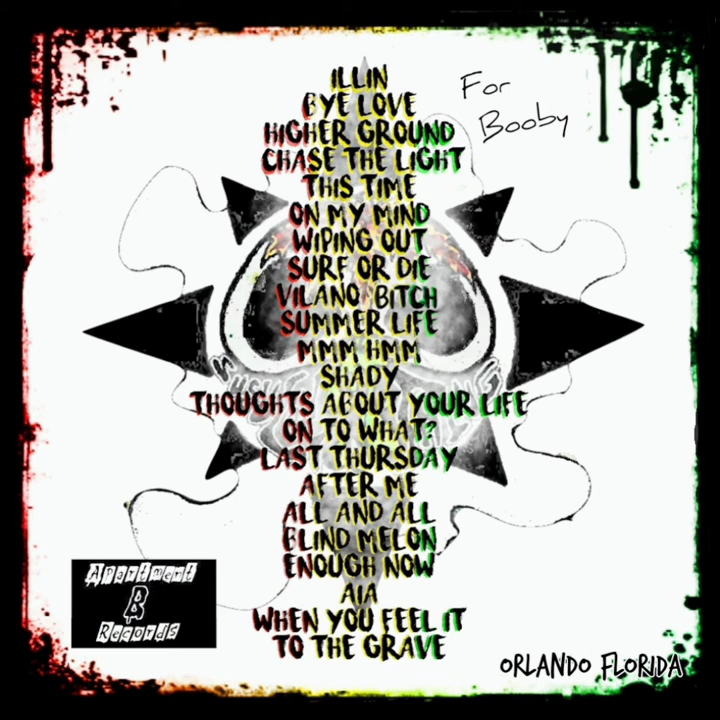 ILLIN
BYE LOVE
HIGHER GROUND
CHASE THE LIGHT
THIS TIME
ON MY MIND
WIPING OUT
SURF OR DIE
VILANO BITCH
SUMMER LIFE
MMM HMM
SHADY
THOUGHTS ABOUT YOUR LIFE
ON TO WHAT?
LAST THURSDAY
AFTER ME
ALL AND ALL
BLIND MELON
ENOUGH NOW
AIA
WHEN YOU FEEL IT
TO THE GRAVE
For
Booby
Apartment
B
Records
ORLANDO FLORIDA